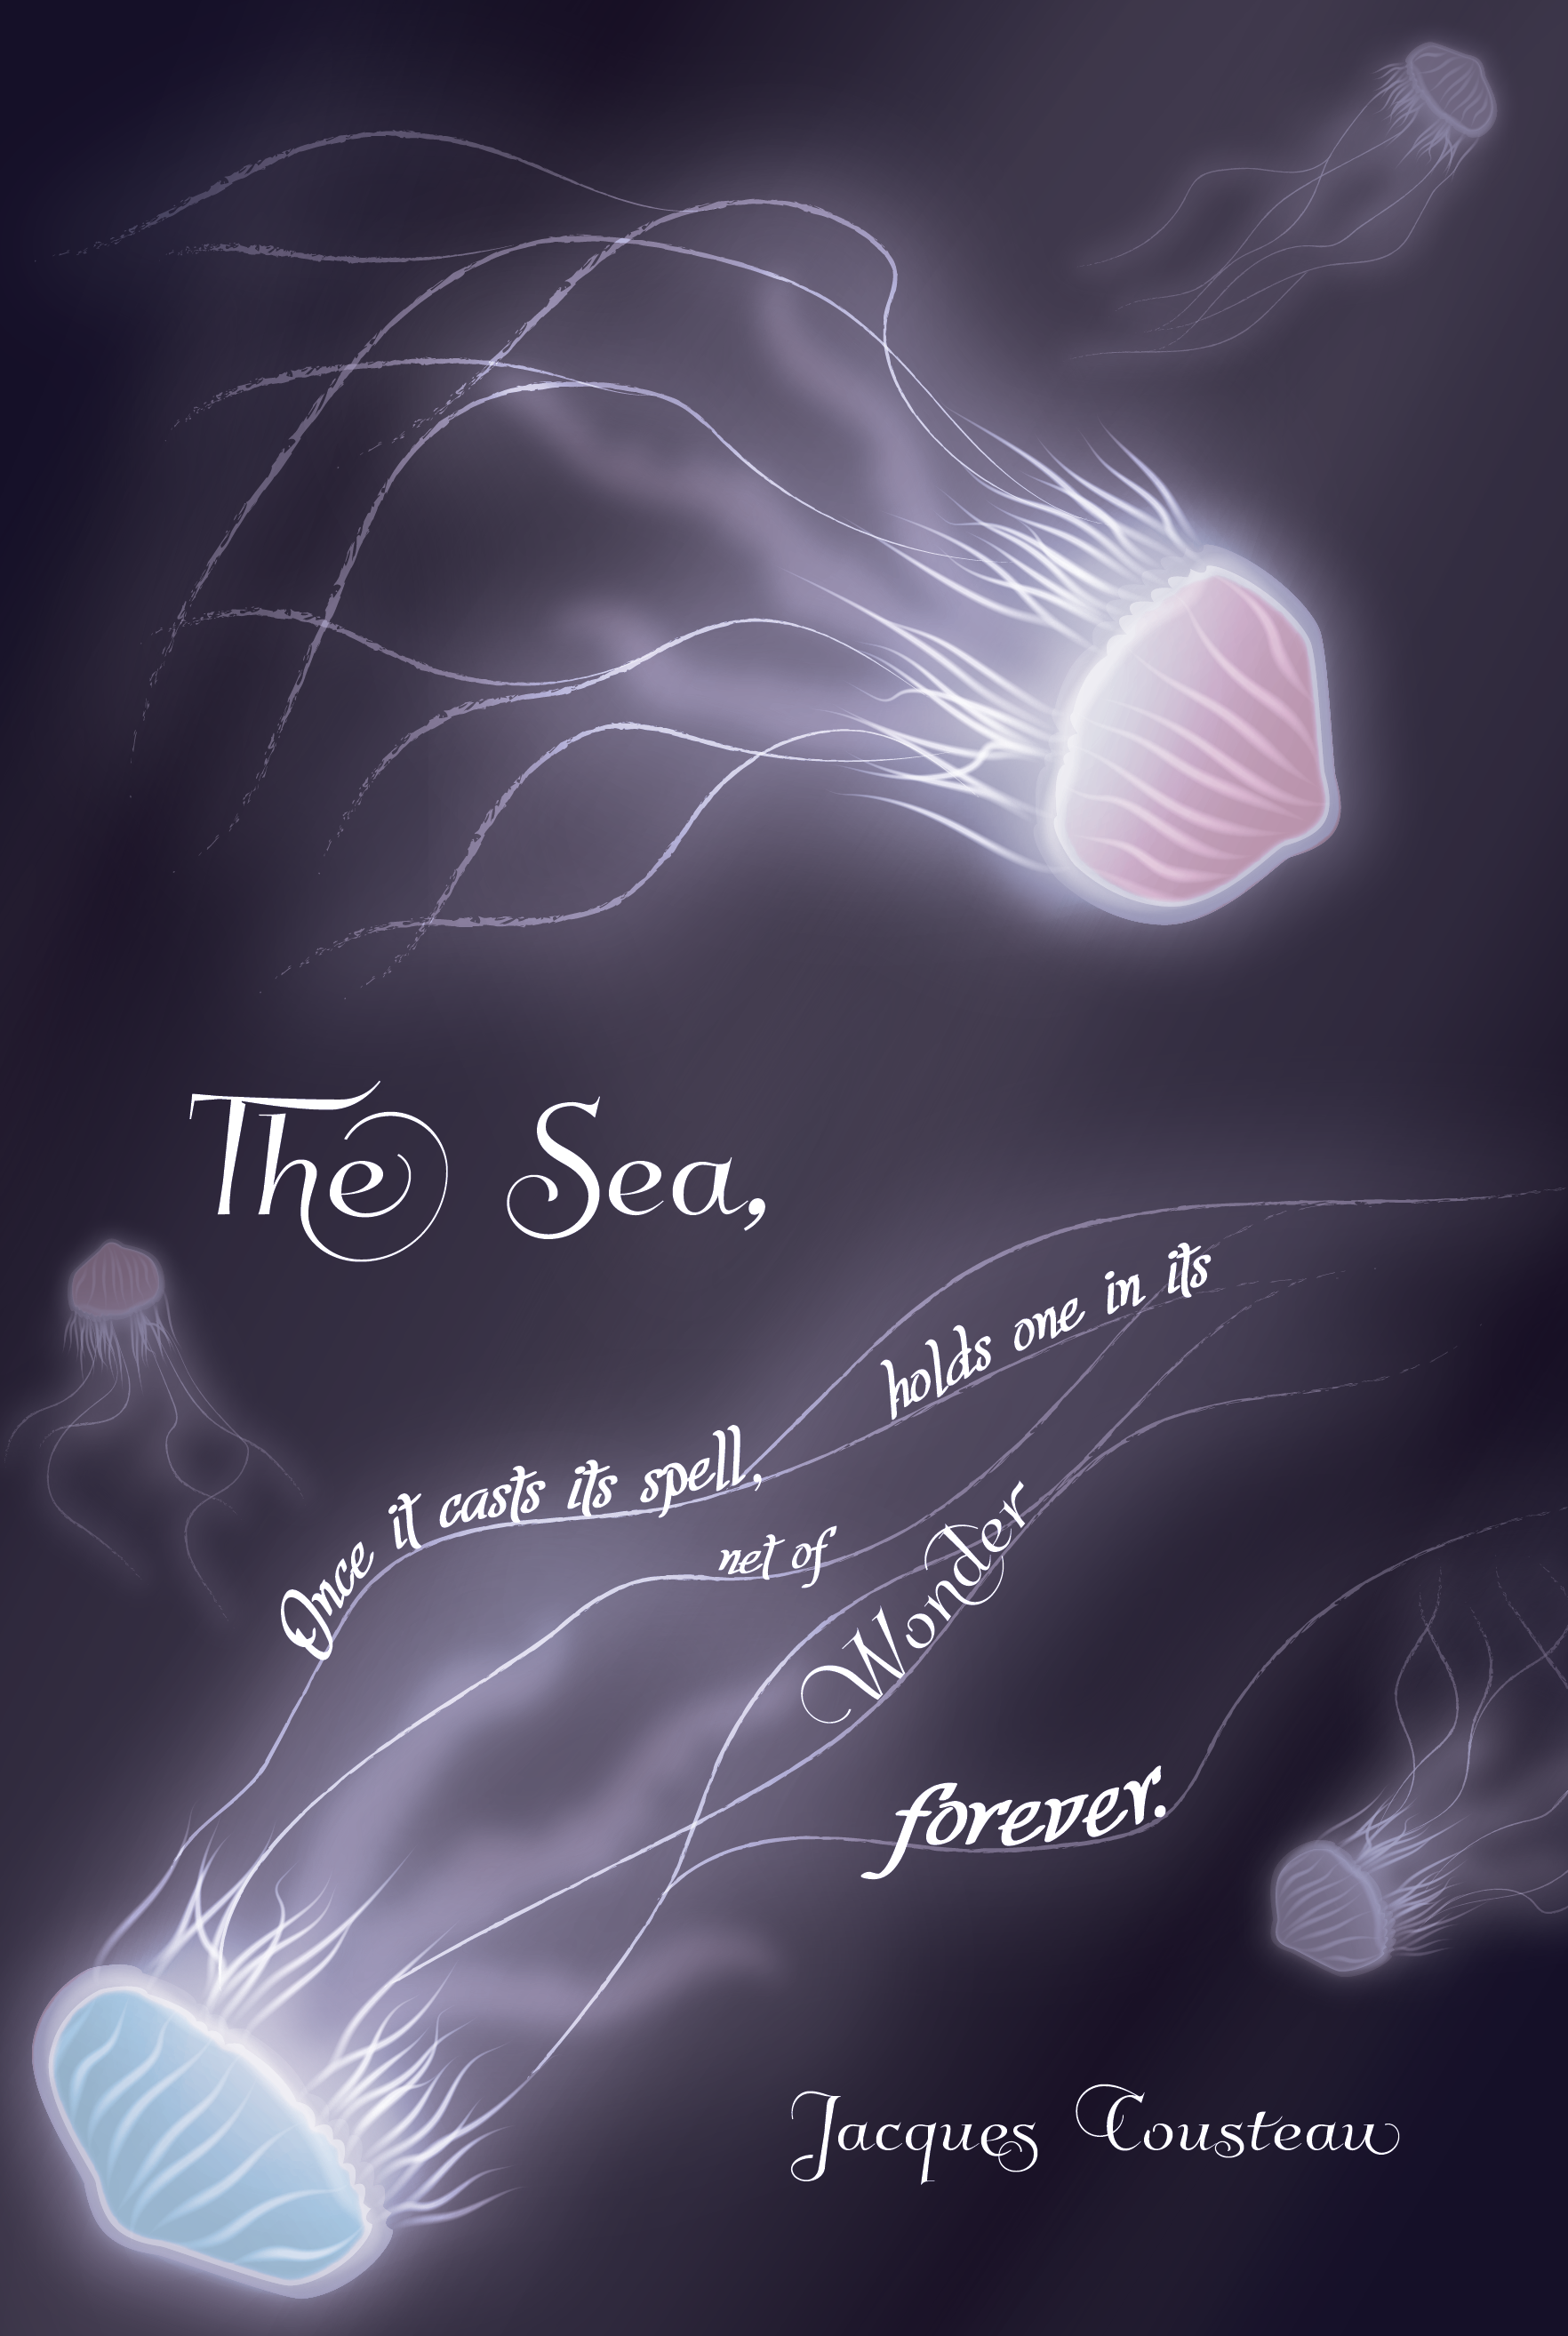 The Sea,
Once it casts its spell,
holds one in its
net of
Wonder
forever.
Jacques Cousteau